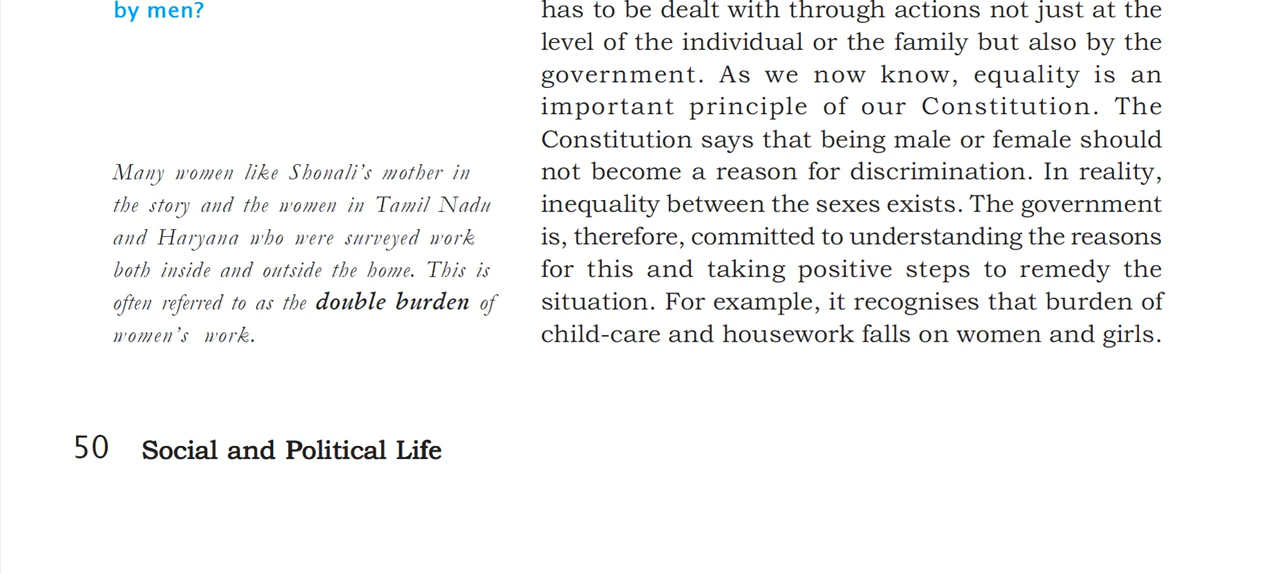 by men?
Many women like Shonali's mother in
the story and the women in Tamil Nadu
and Haryana who were surveyed work
both inside and outside the home. This is
often referred to as the double burden of
women's work.
has to be dealt with through actions not just at the
level of the individual or the family but also by the
government. As we now know, equality is an
important principle of our Constitution. The
Constitution says that being male or female should
not become a reason for discrimination. In reality,
inequality between the sexes exists. The government
is, therefore, committed to understanding the reasons
for this and taking positive steps to remedy the
situation. For example, it recognises that burden of
child-care and housework falls on women and girls.
50 Social and Political Life